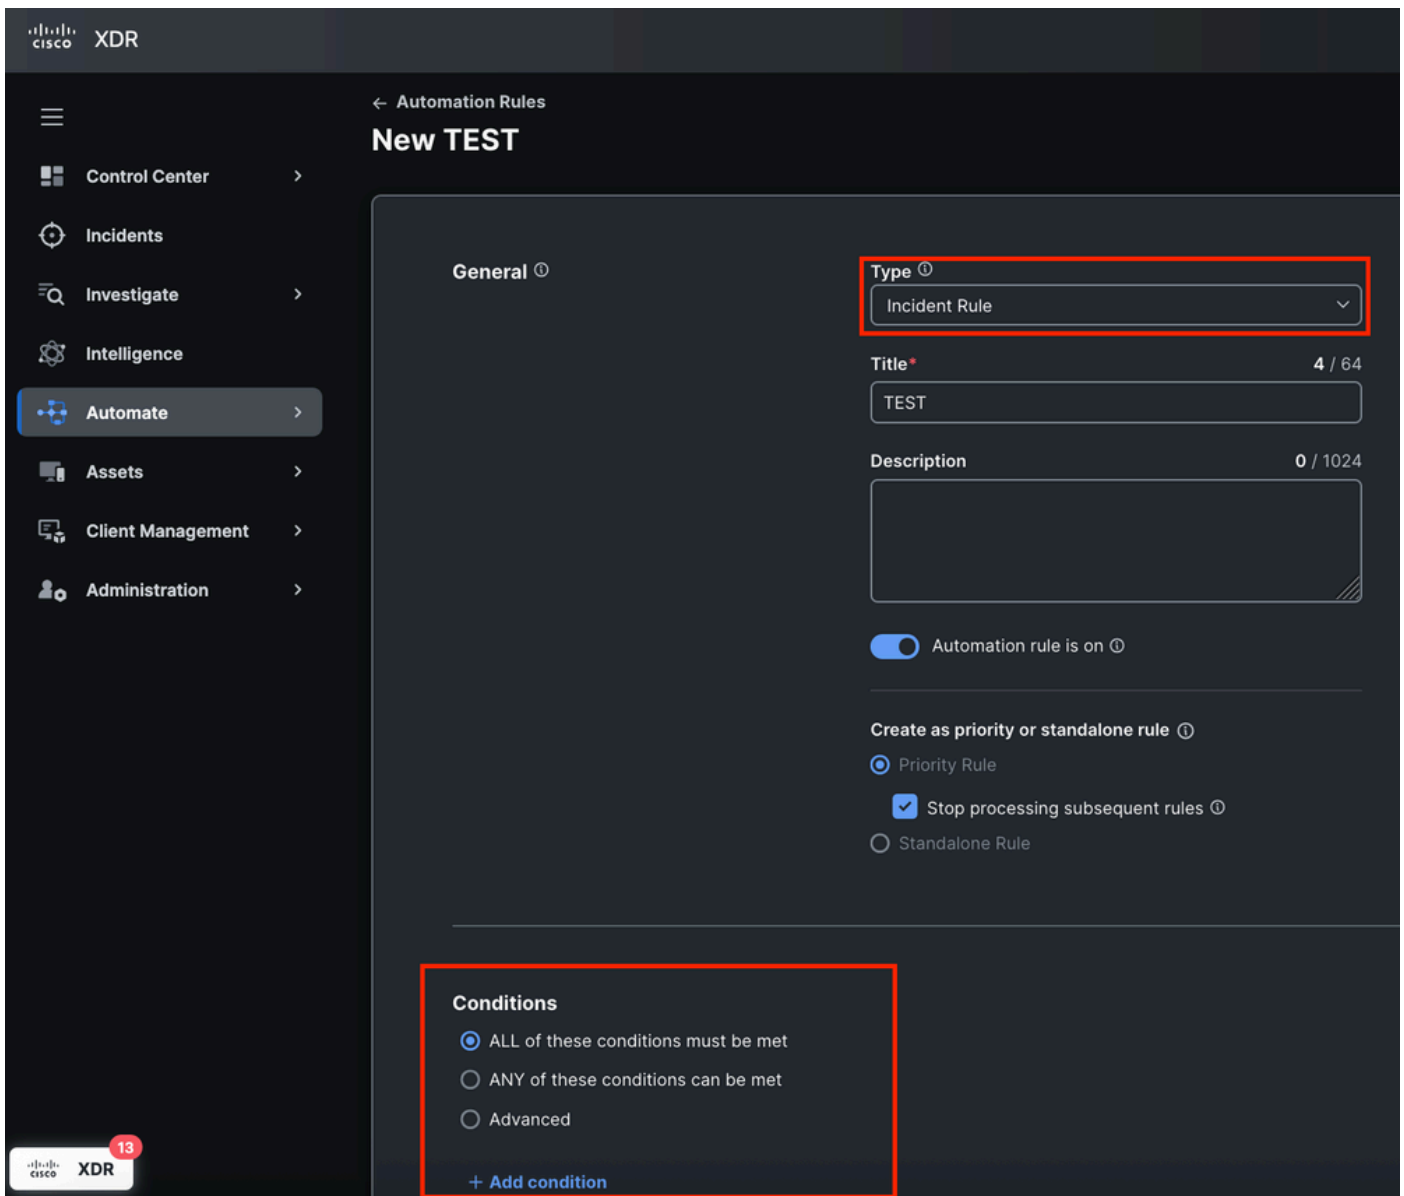 CISCO XDR
← Automation Rules
New TEST
Control Center
Incidents
Investigate
Intelligence
Automate
Assets
Client Management
Administration
General
Type
Incident Rule
Title* 4 / 64
TEST
Description 0 / 1024
Automation rule is on
Create as priority or standalone rule
Priority Rule
Stop processing subsequent rules
Standalone Rule
Conditions
ALL of these conditions must be met
ANY of these conditions can be met
Advanced
+ Add condition
13
CISCO XDR